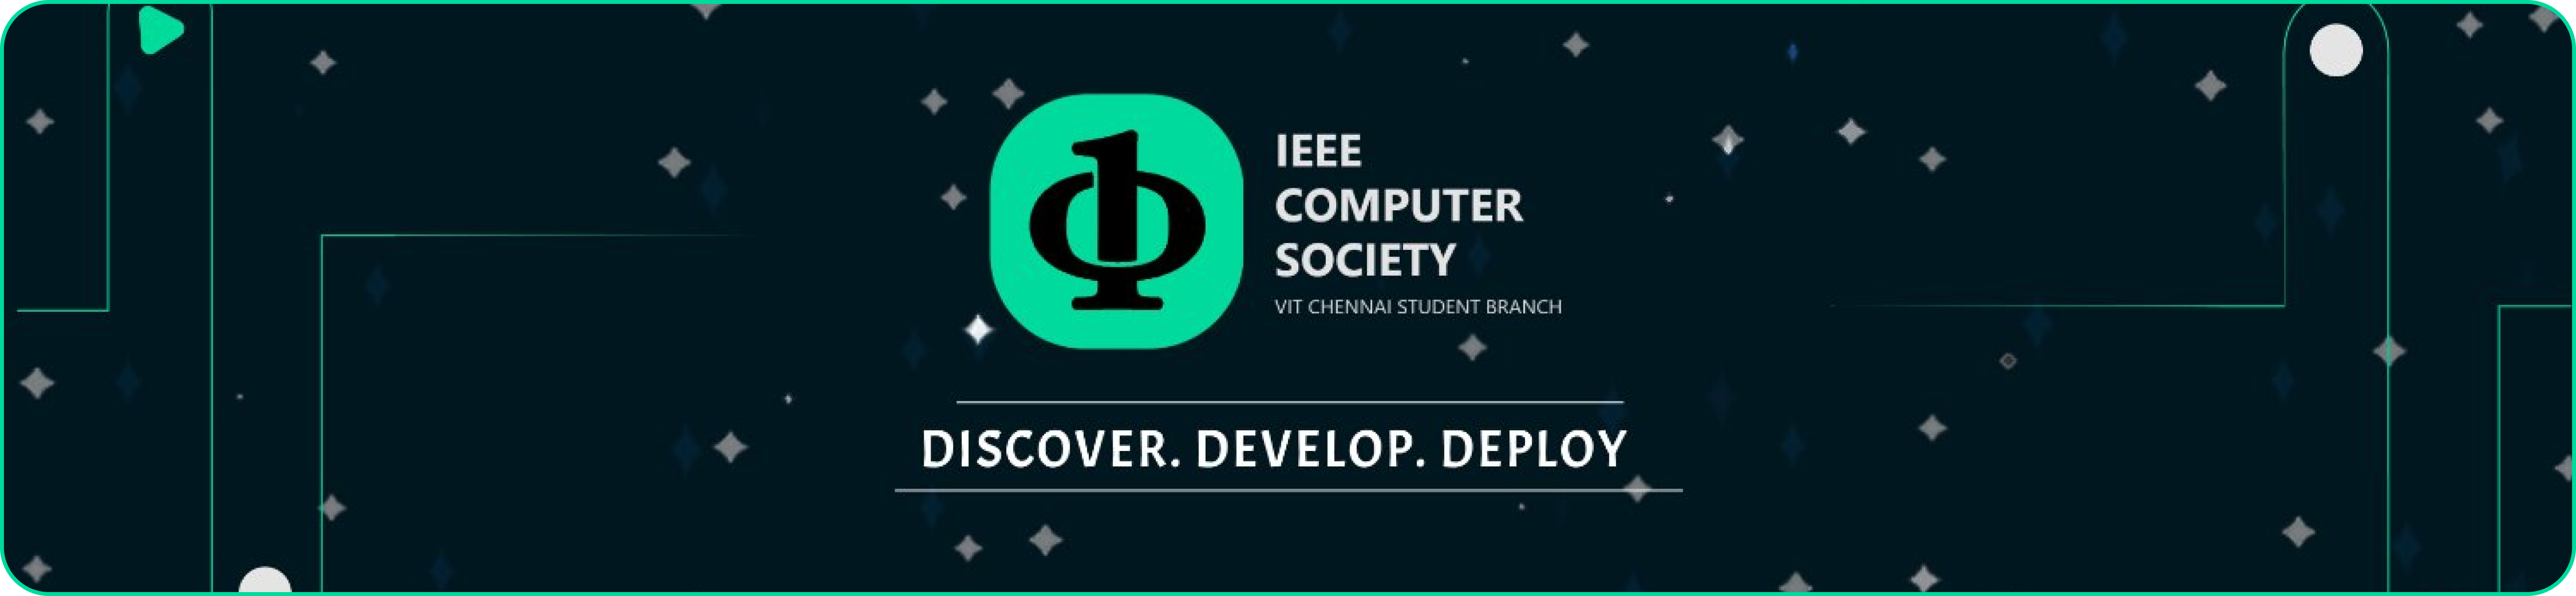 IEEE
COMPUTER
SOCIETY
VIT CHENNAI STUDENT BRANCH
DISCOVER. DEVELOP. DEPLOY